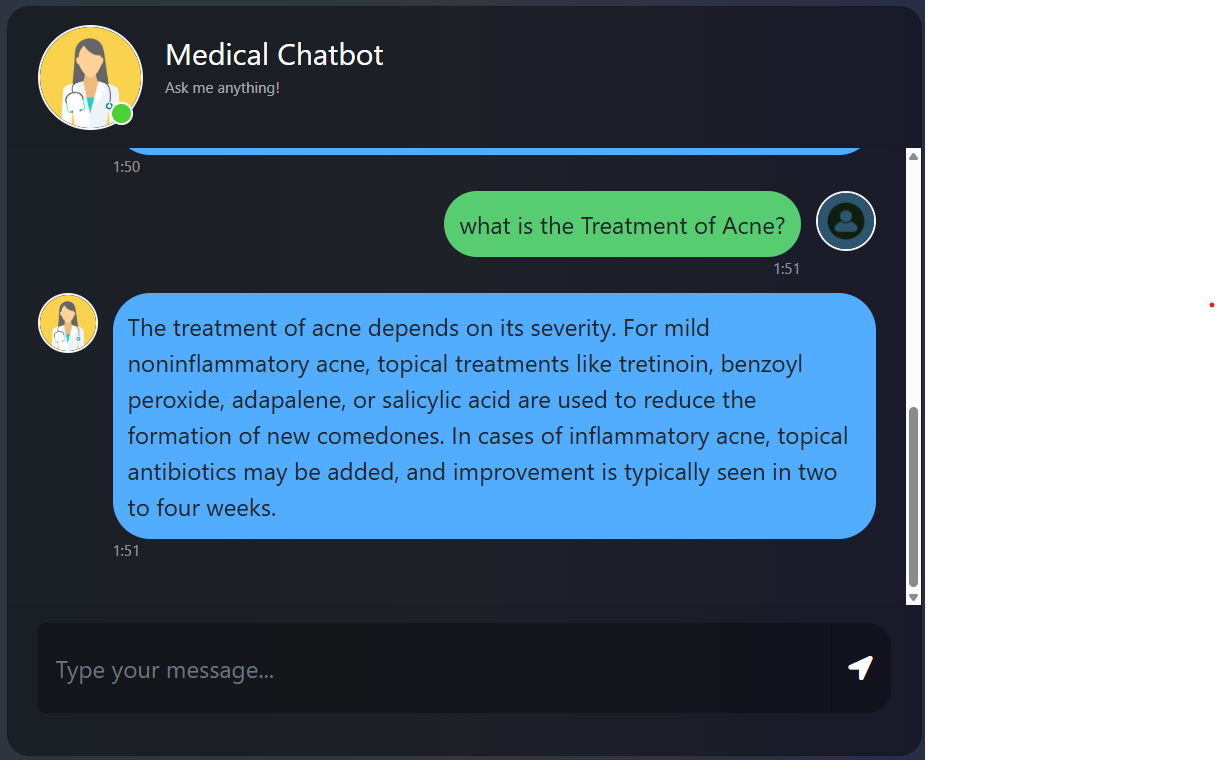 Medical Chatbot
Ask me anything!
1:50
what is the Treatment of Acne?
1:51
The treatment of acne depends on its severity. For mild
noninflammatory acne, topical treatments like tretinoin, benzoyl
peroxide, adapalene, or salicylic acid are used to reduce the
formation of new comedones. In cases of inflammatory acne, topical
antibiotics may be added, and improvement is typically seen in two
to four weeks.
1:51
Type your message...